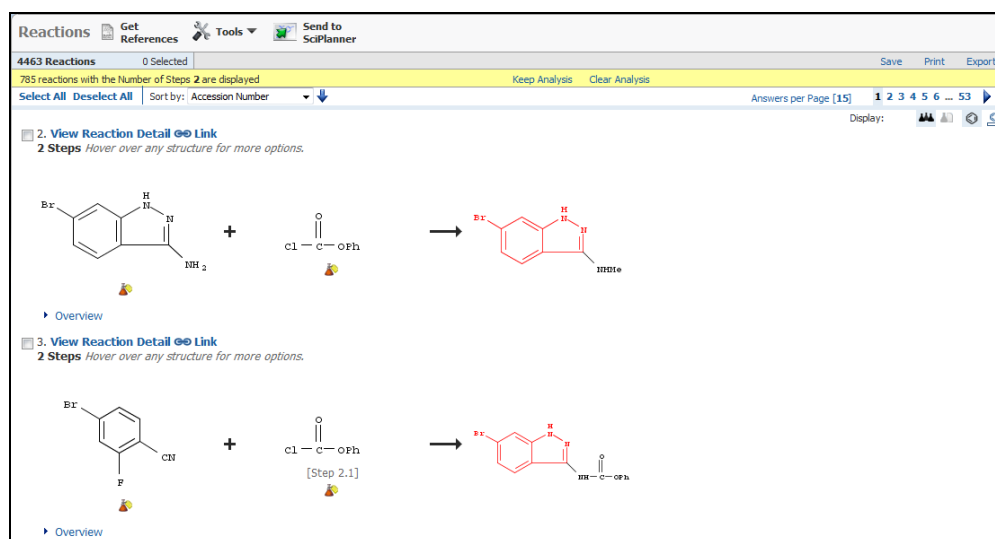 Reactions Get References Tools Send to SciPlanner
4463 Reactions 0 Selected Save Print Export
785 reactions with the Number of Steps 2 are displayed Keep Analysis Clear Analysis
Select All Deselect All Sort by: Accession Number Answers per Page [15] 1 2 3 4 5 6 ... 53
Display:
2. View Reaction Detail Link
2 Steps Hover over any structure for more options.
Br H N N NH2 + O Cl C OPh Br H N N NHMe
Overview
3. View Reaction Detail Link
2 Steps Hover over any structure for more options.
Br CN F + O Cl C OPh Br H N N NH C O OPh
[Step 2.1]
Overview